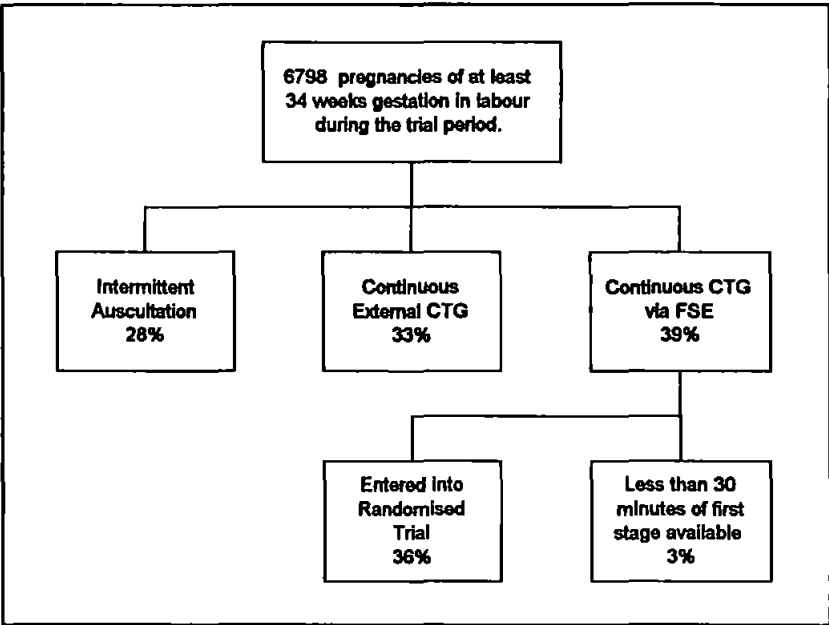 6798 pregnancies of at least
34 weeks gestation in labour
during the trial period.
Intermittent
Auscultation
28%
Continuous
External CTG
33%
Continuous CTG
via FSE
39%
Entered into
Randomised
Trial
36%
Less than 30
minutes of first
stage available
3%